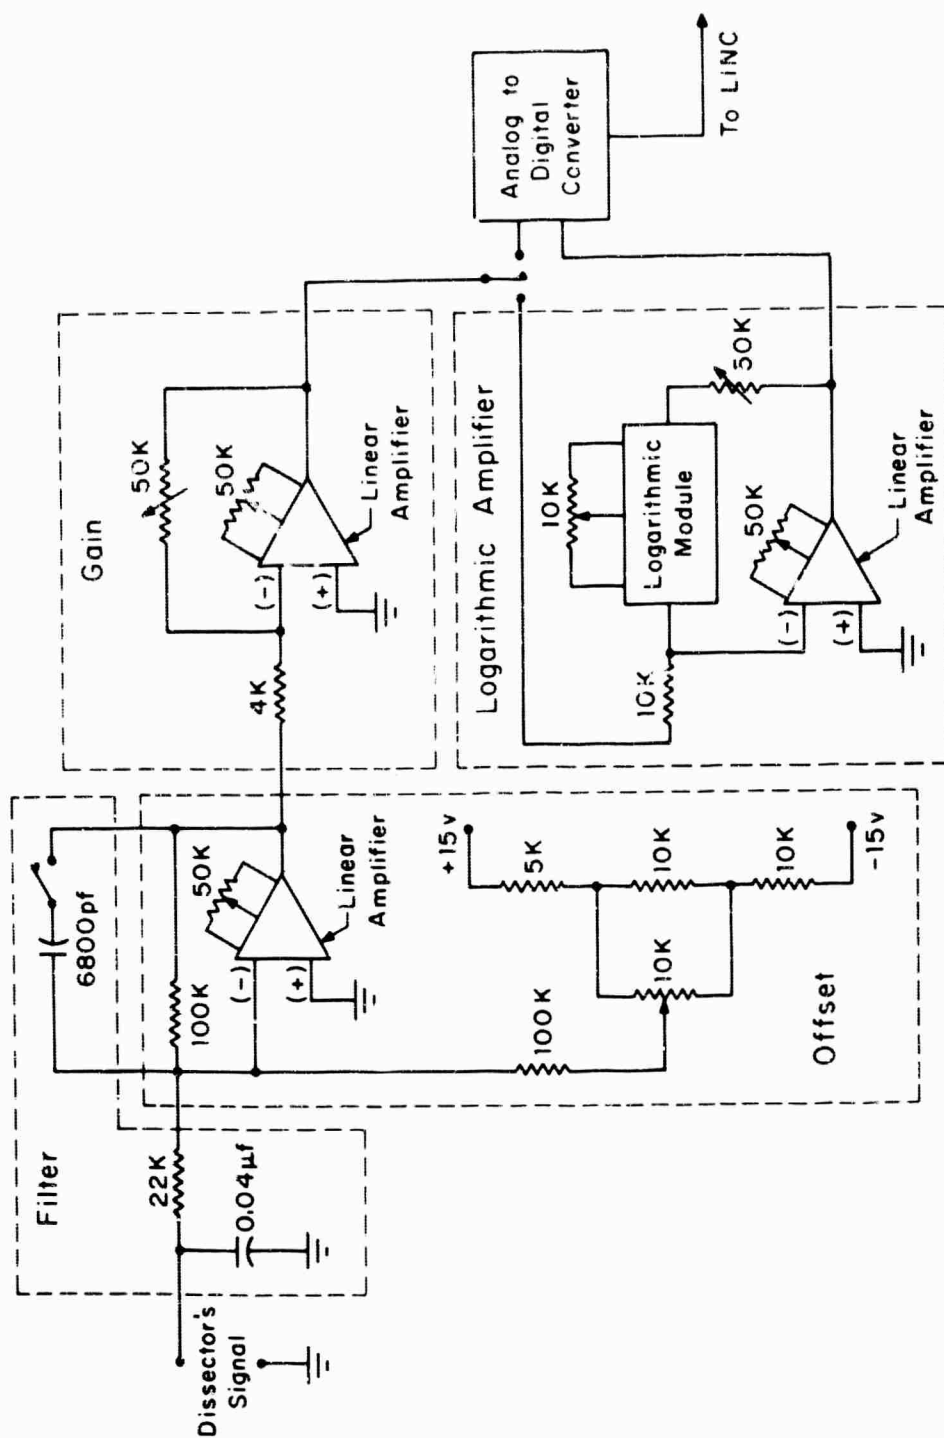 Filter
6800pf
22K
0.04μf
Dissector's
Signal
100K
50K
(-)
(+)
Linear
Amplifier
100K
+15v
5K
10K
10K
10K
-15v
Offset
Gain
50K
50K
4K
(-)
(+)
Linear
Amplifier
Logarithmic Amplifier
10K
10K
Logarithmic
Module
50K
50K
(-)
(+)
Linear
Amplifier
Analog to
Digital
Converter
To LINC